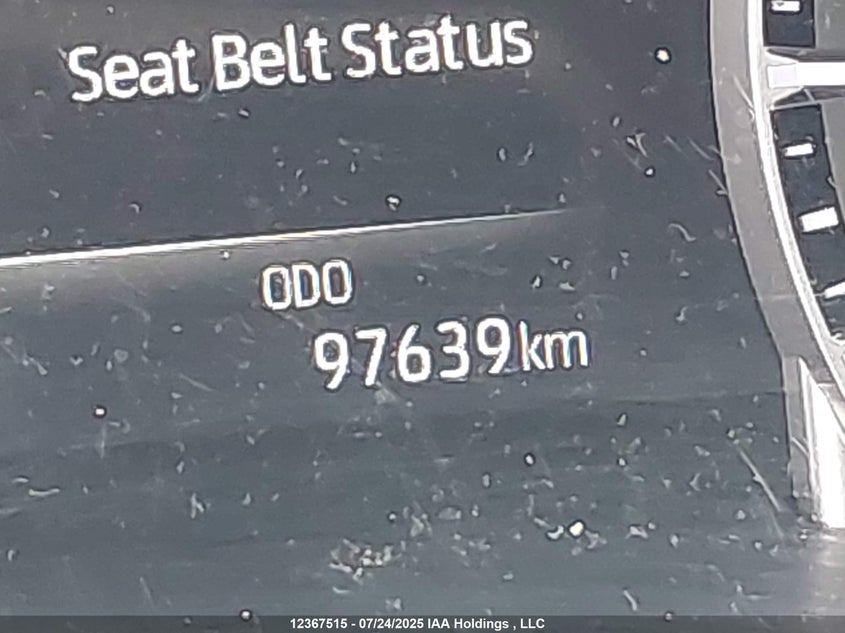 Seat Belt Status
ODO
97639km
12367515 - 07/24/2025 IAA Holdings , LLC